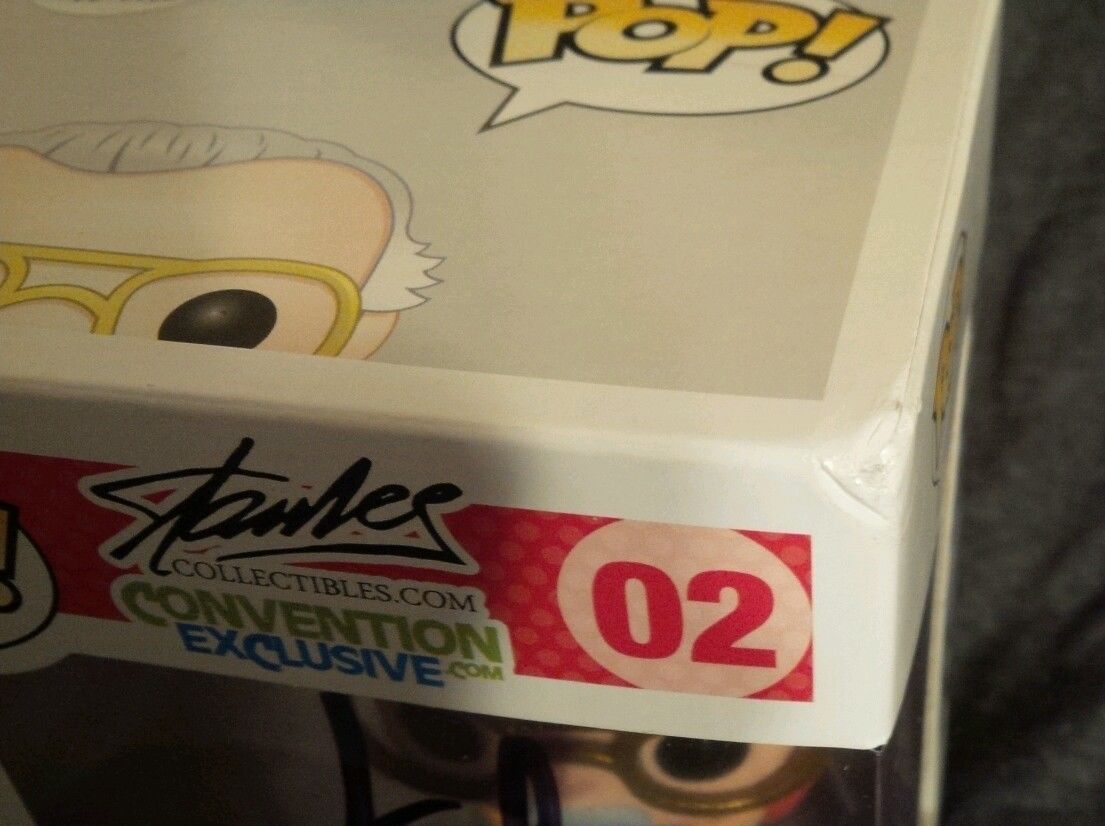 POP!
Stan Lee
COLLECTIBLES.COM
CONVENTION
EXCLUSIVE.COM
02